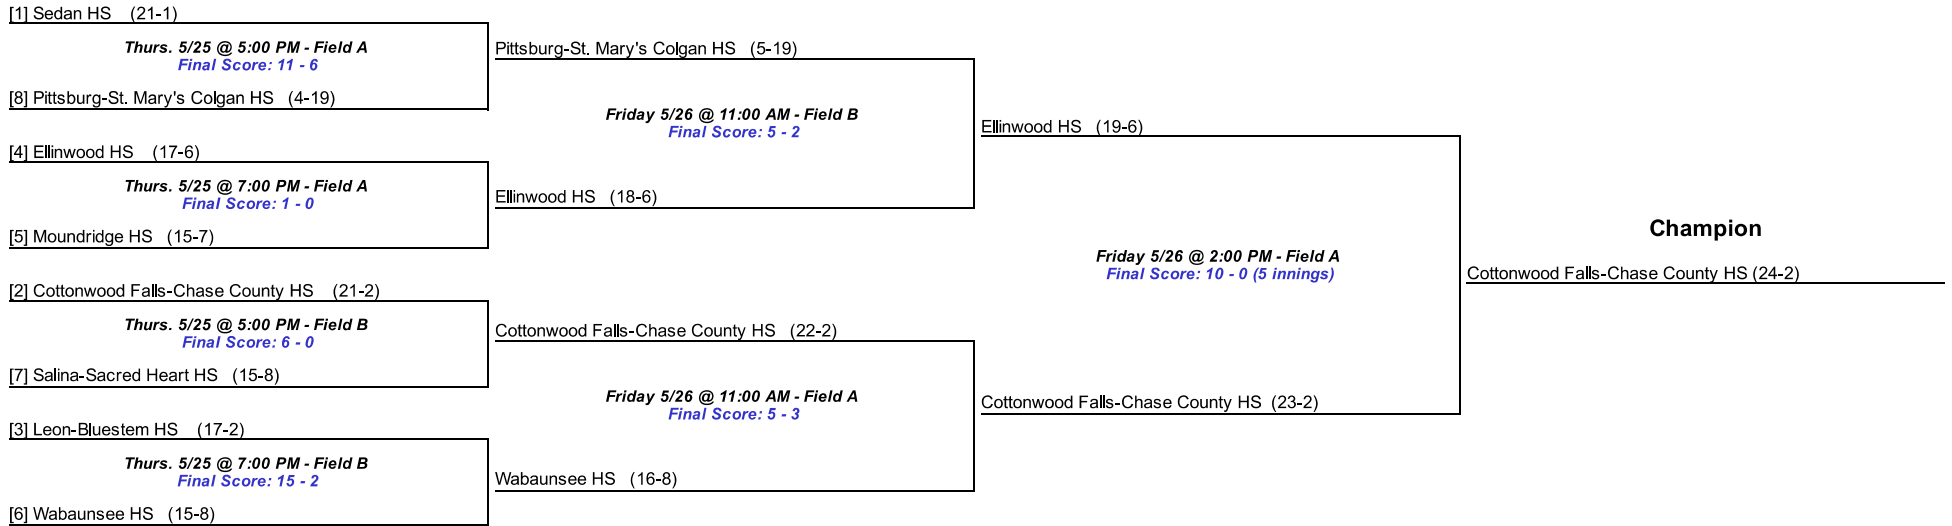 [1] Sedan HS (21-1)
Thurs. 5/25 @ 5:00 PM - Field A
Final Score: 11 - 6
[8] Pittsburg-St. Mary's Colgan HS (4-19)
[4] Ellinwood HS (17-6)
Thurs. 5/25 @ 7:00 PM - Field A
Final Score: 1 - 0
[5] Moundridge HS (15-7)
[2] Cottonwood Falls-Chase County HS (21-2)
Thurs. 5/25 @ 5:00 PM - Field B
Final Score: 6 - 0
[7] Salina-Sacred Heart HS (15-8)
[3] Leon-Bluestem HS (17-2)
Thurs. 5/25 @ 7:00 PM - Field B
Final Score: 15 - 2
[6] Wabaunsee HS (15-8)
Pittsburg-St. Mary's Colgan HS (5-19)
Friday 5/26 @ 11:00 AM - Field B
Final Score: 5 - 2
Ellinwood HS (18-6)
Cottonwood Falls-Chase County HS (22-2)
Friday 5/26 @ 11:00 AM - Field A
Final Score: 5 - 3
Wabaunsee HS (16-8)
Ellinwood HS (19-6)
Friday 5/26 @ 2:00 PM - Field A
Final Score: 10 - 0 (5 innings)
Cottonwood Falls-Chase County HS (23-2)
Champion
Cottonwood Falls-Chase County HS (24-2)